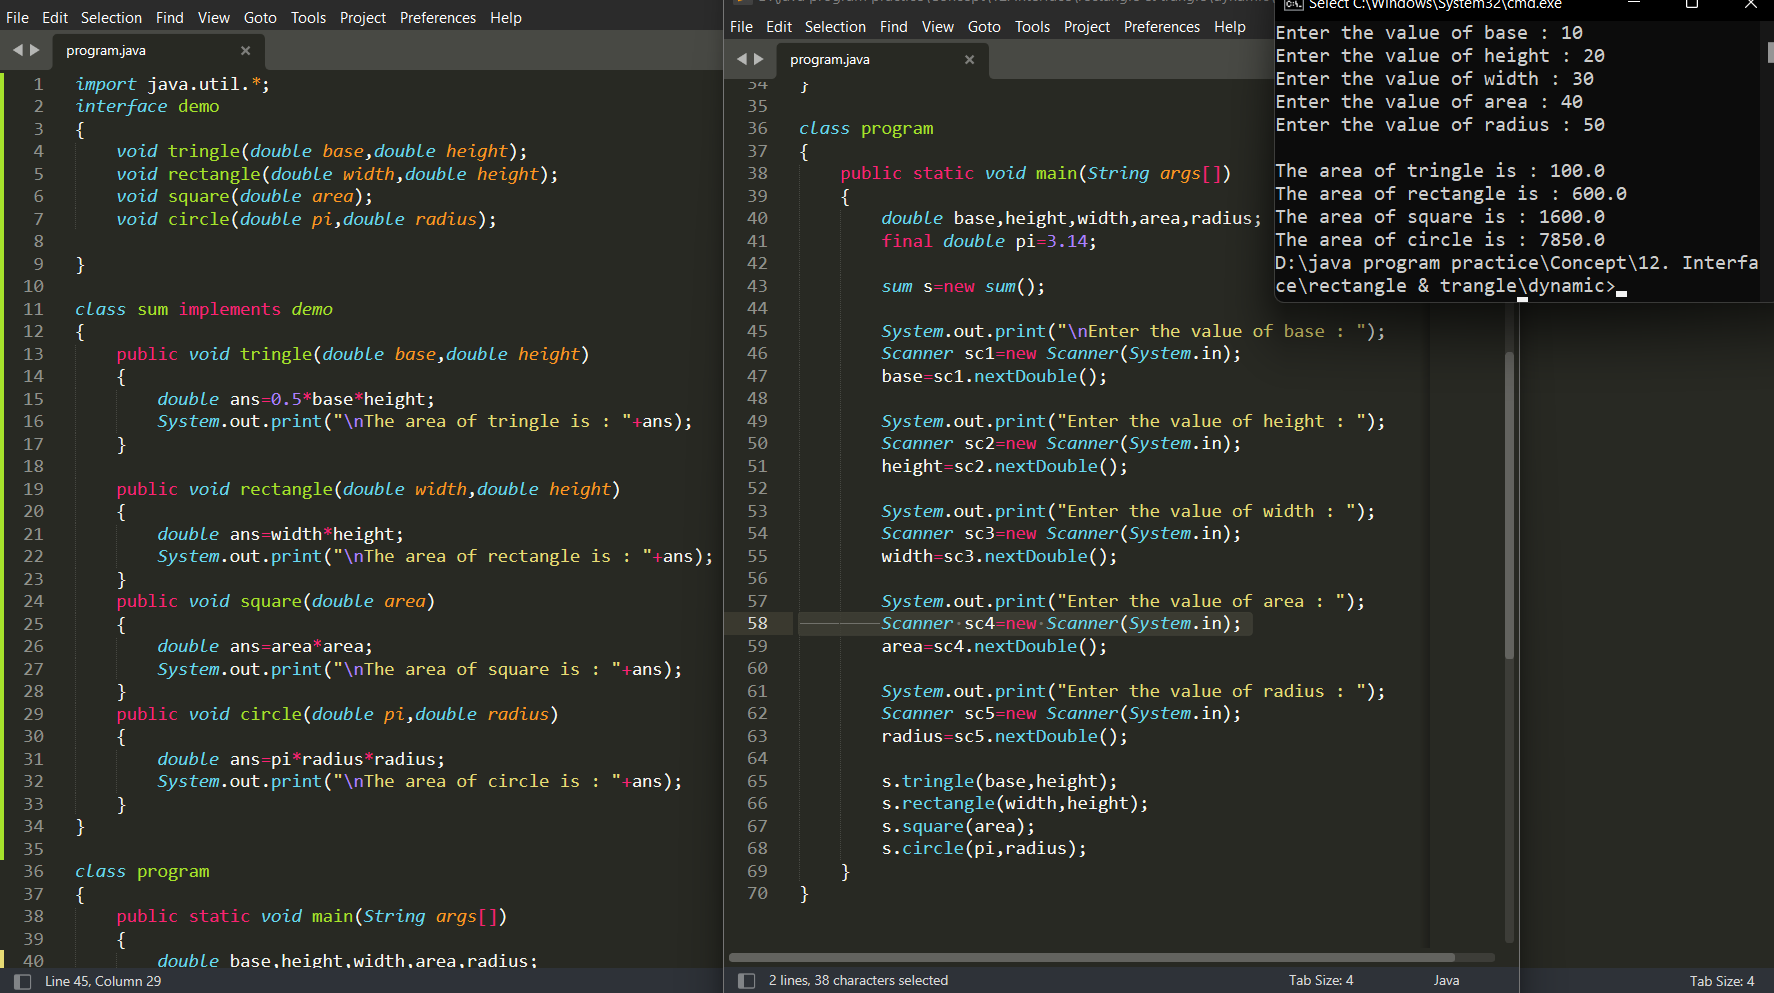 File Edit Selection Find View Goto Tools Project Preferences Help
program.java ×
1 import java.util.*;
2 interface demo
3 {
4 void tringle(double base,double height);
5 void rectangle(double width,double height);
6 void square(double area);
7 void circle(double pi,double radius);
8
9 }
10
11 class sum implements demo
12 {
13 public void tringle(double base,double height)
14 {
15 double ans=0.5*base*height;
16 System.out.print("\nThe area of tringle is : "+ans);
17 }
18
19 public void rectangle(double width,double height)
20 {
21 double ans=width*height;
22 System.out.print("\nThe area of rectangle is : "+ans);
23 }
24 public void square(double area)
25 {
26 double ans=area*area;
27 System.out.print("\nThe area of square is : "+ans);
28 }
29 public void circle(double pi,double radius)
30 {
31 double ans=pi*radius*radius;
32 System.out.print("\nThe area of circle is : "+ans);
33 }
34 }
35
36 class program
37 {
38 public static void main(String args[])
39 {
40 double base,height,width,area,radius;
Line 45, Column 29
File Edit Selection Find View Goto Tools Project Preferences Help
program.java ×
34 }
35
36 class program
37 {
38 public static void main(String args[])
39 {
40 double base,height,width,area,radius;
41 final double pi=3.14;
42
43 sum s=new sum();
44
45 System.out.print("\nEnter the value of base : ");
46 Scanner sc1=new Scanner(System.in);
47 base=sc1.nextDouble();
48
49 System.out.print("Enter the value of height : ");
50 Scanner sc2=new Scanner(System.in);
51 height=sc2.nextDouble();
52
53 System.out.print("Enter the value of width : ");
54 Scanner sc3=new Scanner(System.in);
55 width=sc3.nextDouble();
56
57 System.out.print("Enter the value of area : ");
58 Scanner sc4=new Scanner(System.in);
59 area=sc4.nextDouble();
60
61 System.out.print("Enter the value of radius : ");
62 Scanner sc5=new Scanner(System.in);
63 radius=sc5.nextDouble();
64
65 s.tringle(base,height);
66 s.rectangle(width,height);
67 s.square(area);
68 s.circle(pi,radius);
69 }
70 }
2 lines, 38 characters selected Tab Size: 4 Java
Select C:\Windows\System32\cmd.exe
Enter the value of base : 10
Enter the value of height : 20
Enter the value of width : 30
Enter the value of area : 40
Enter the value of radius : 50
The area of tringle is : 100.0
The area of rectangle is : 600.0
The area of square is : 1600.0
The area of circle is : 7850.0
D:\java program practice\Concept\12. Interfa
ce\rectangle & trangle\dynamic>
Tab Size: 4